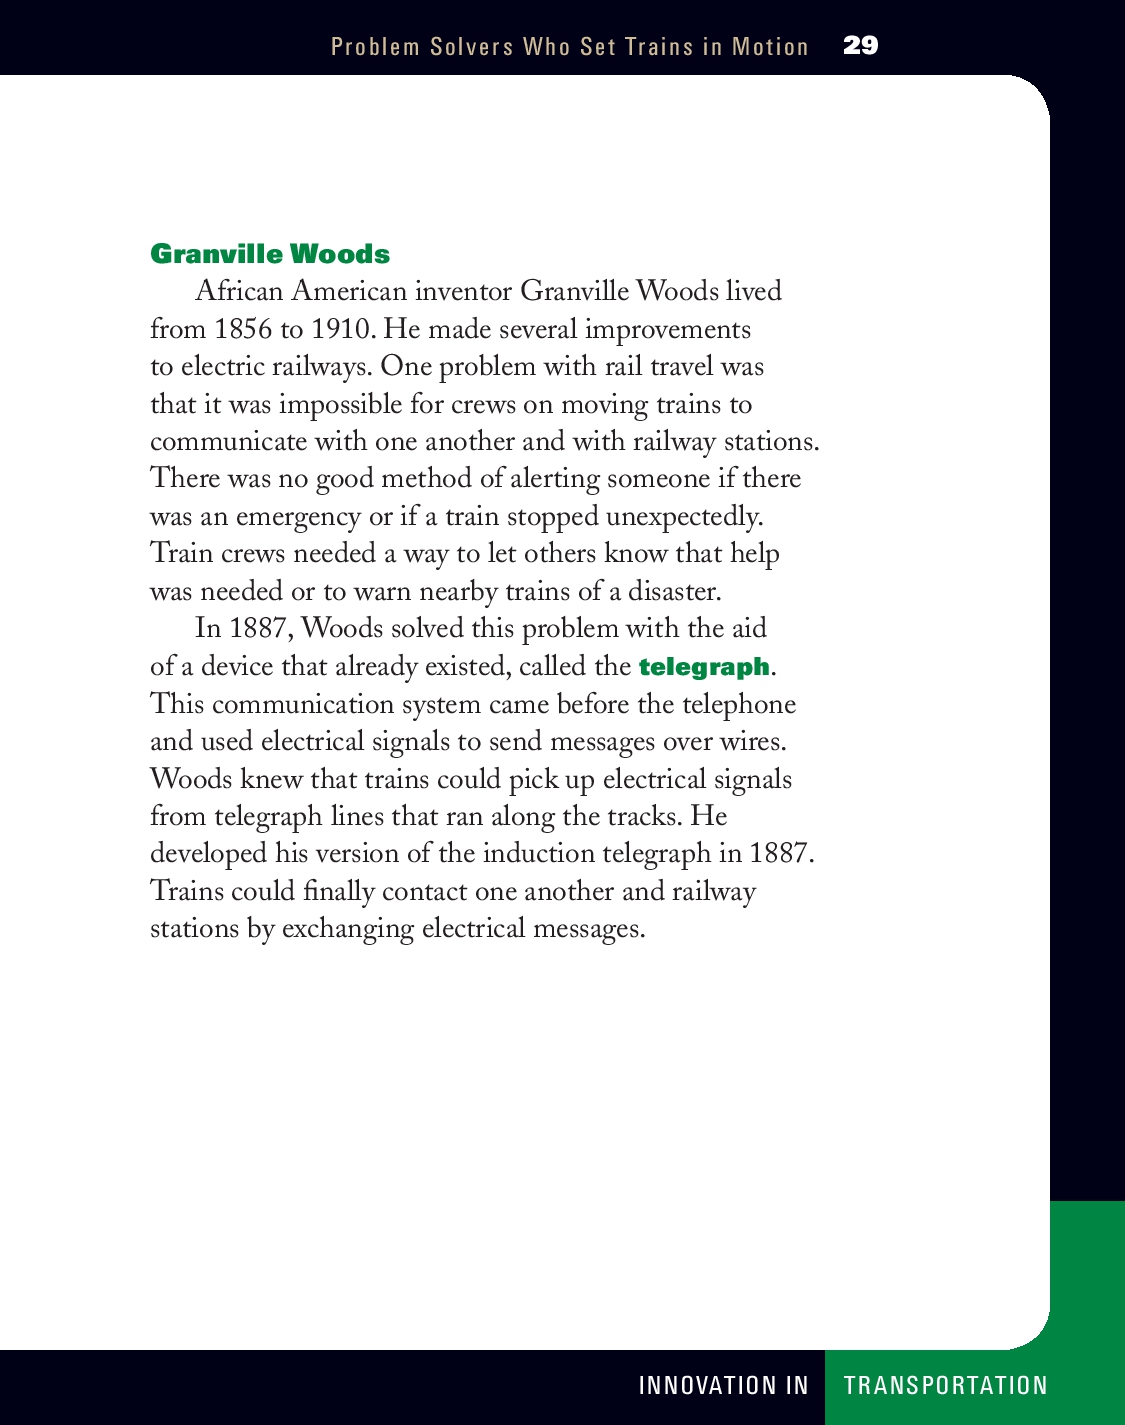 Problem Solvers Who Set Trains in Motion 29
Granville Woods
African American inventor Granville Woods lived
from 1856 to 1910. He made several improvements
to electric railways. One problem with rail travel was
that it was impossible for crews on moving trains to
communicate with one another and with railway stations.
There was no good method of alerting someone if there
was an emergency or if a train stopped unexpectedly.
Train crews needed a way to let others know that help
was needed or to warn nearby trains of a disaster.
In 1887, Woods solved this problem with the aid
of a device that already existed, called the telegraph.
This communication system came before the telephone
and used electrical signals to send messages over wires.
Woods knew that trains could pick up electrical signals
from telegraph lines that ran along the tracks. He
developed his version of the induction telegraph in 1887.
Trains could finally contact one another and railway
stations by exchanging electrical messages.
INNOVATION IN TRANSPORTATION